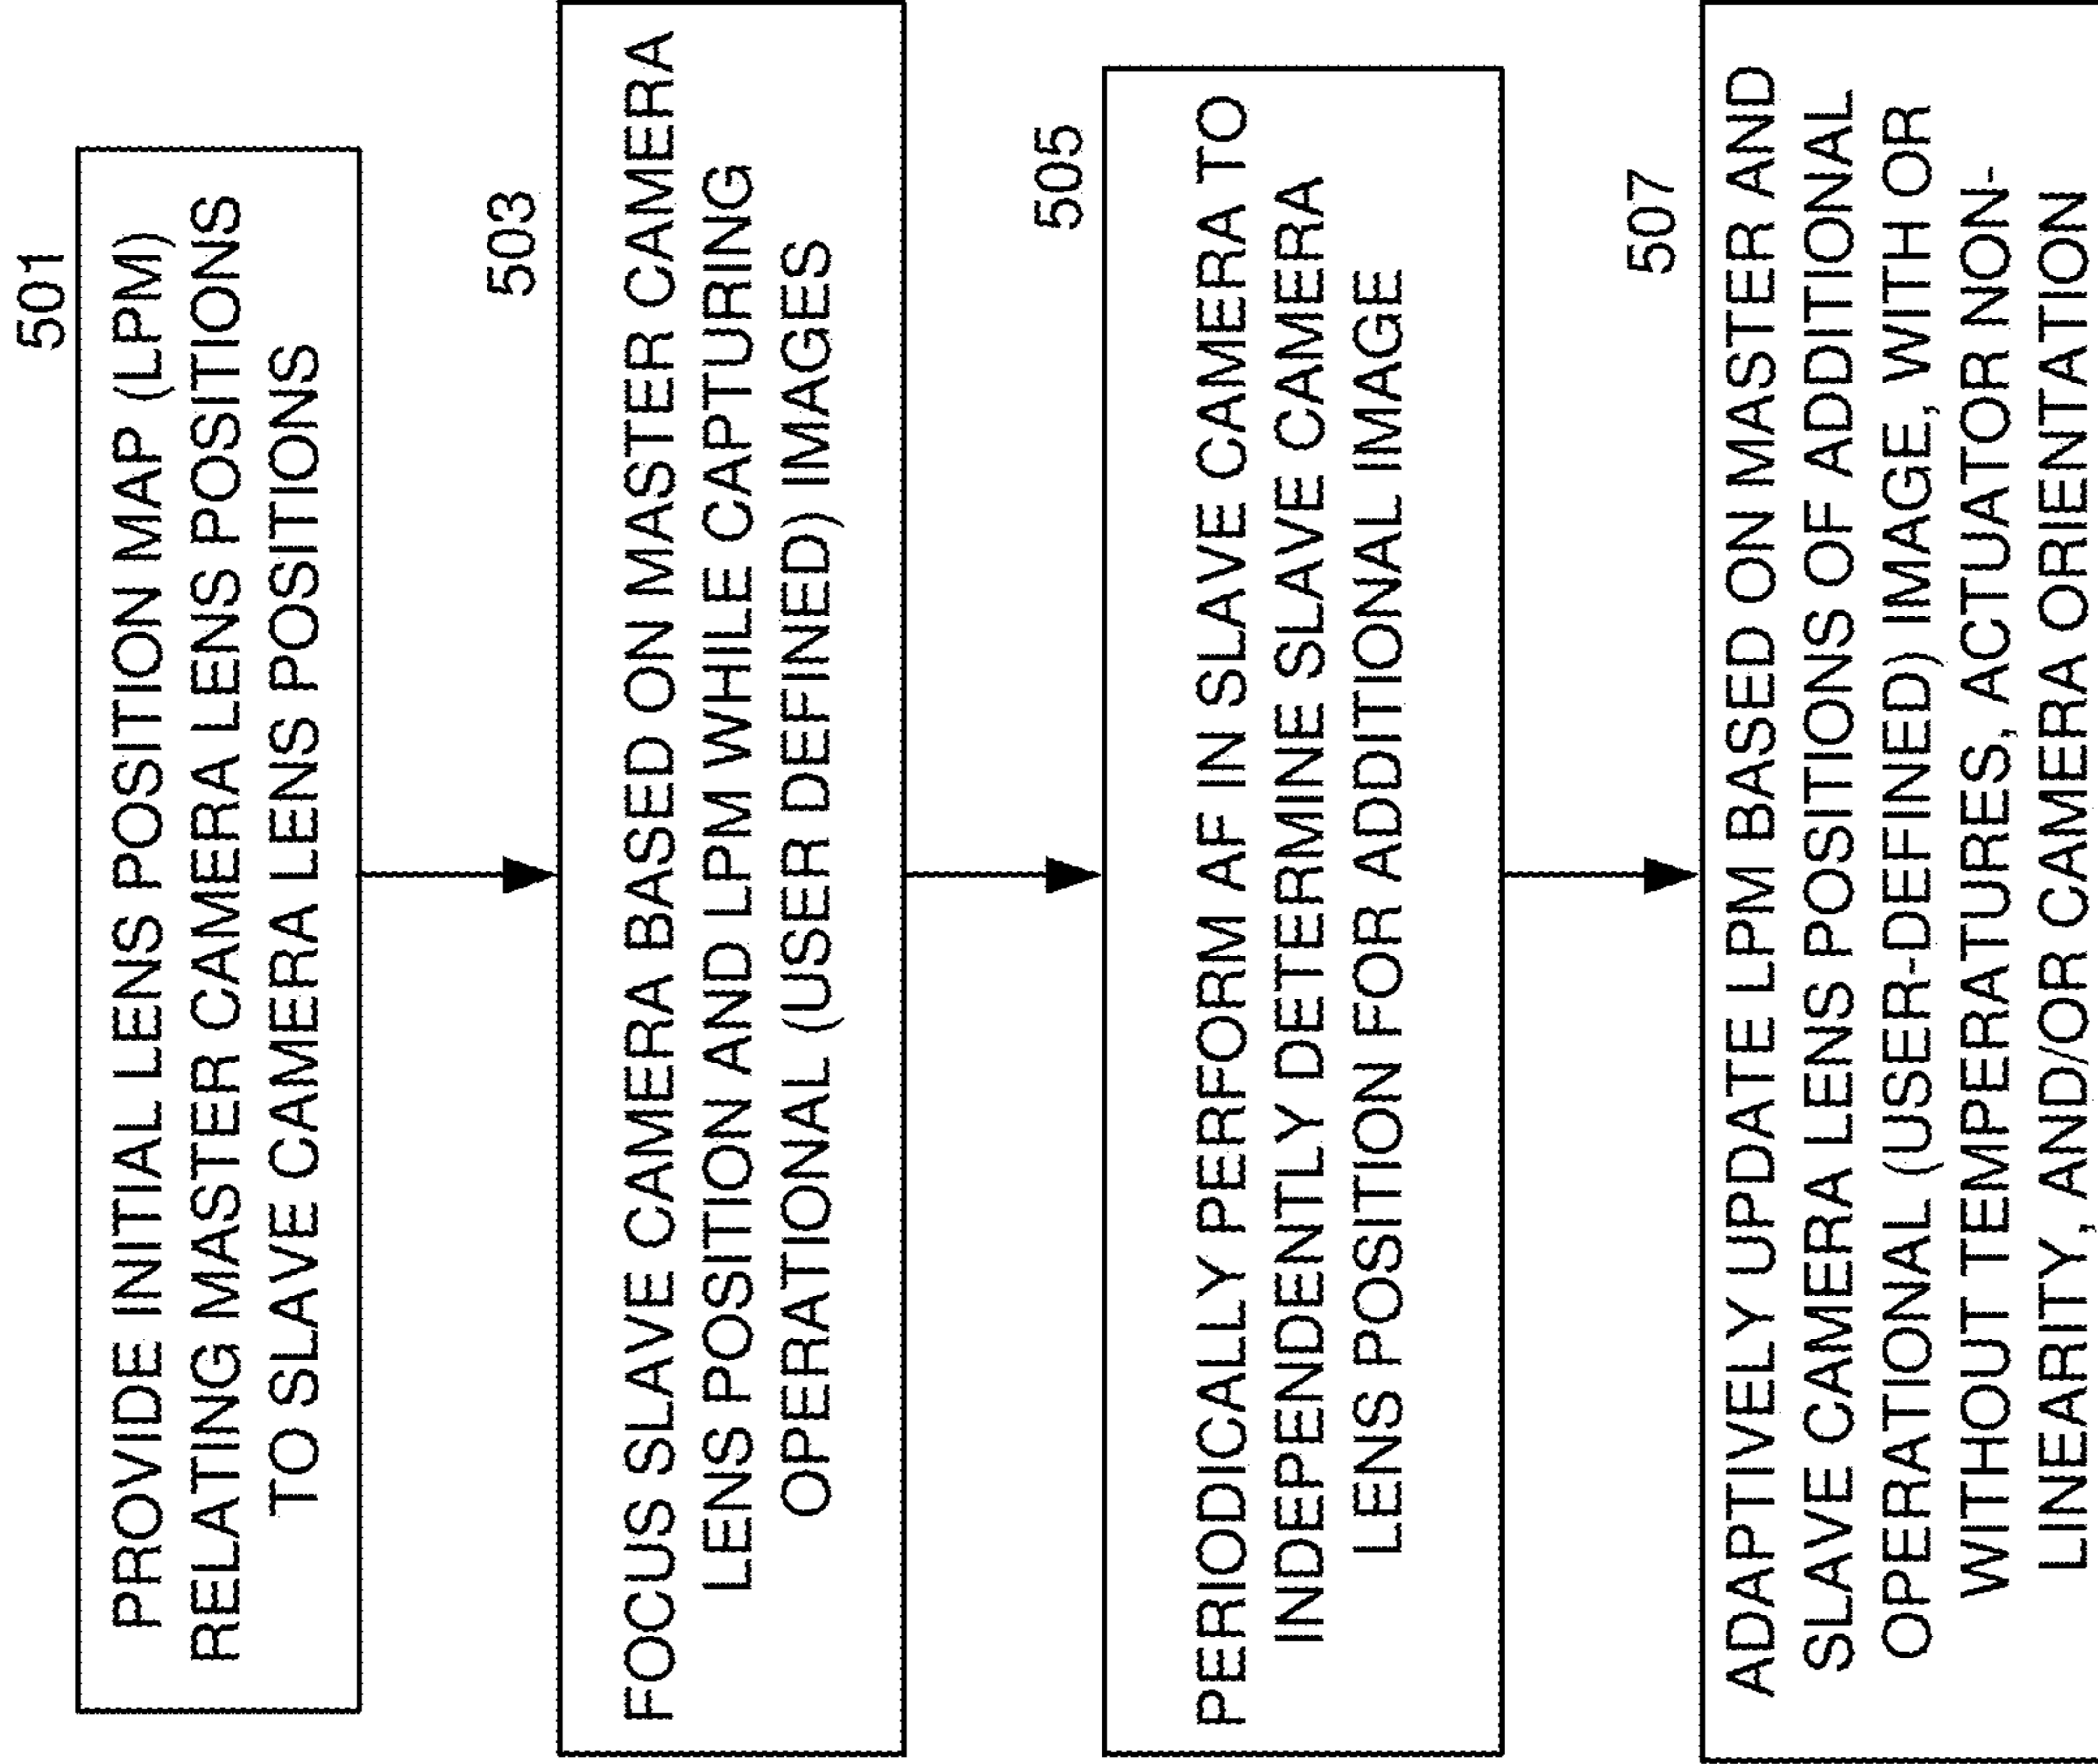 501
PROVIDE INITIAL LENS POSITION MAP (LPM)
RELATING MASTER CAMERA LENS POSITIONS
TO SLAVE CAMERA LENS POSITIONS
503
FOCUS SLAVE CAMERA BASED ON MASTER CAMERA
LENS POSITION AND LPM WHILE CAPTURING
OPERATIONAL (USER DEFINED) IMAGES
505
PERIODICALLY PERFORM AF IN SLAVE CAMERA TO
INDEPENDENTLY DETERMINE SLAVE CAMERA
LENS POSITION FOR ADDITIONAL IMAGE
507
ADAPTIVELY UPDATE LPM BASED ON MASTER AND
SLAVE CAMERA LENS POSITIONS OF ADDITIONAL
OPERATIONAL (USER-DEFINED) IMAGE, WITH OR
WITHOUT TEMPERATURES, ACTUATOR NON-
LINEARITY, AND/OR CAMERA ORIENTATION